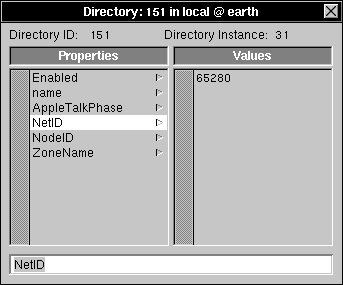 Directory: 151 in local @ earth
Directory ID: 151 Directory Instance: 31
Properties Values
Enabled 65280
name
AppleTalkPhase
NetID
NodeID
ZoneName
NetID